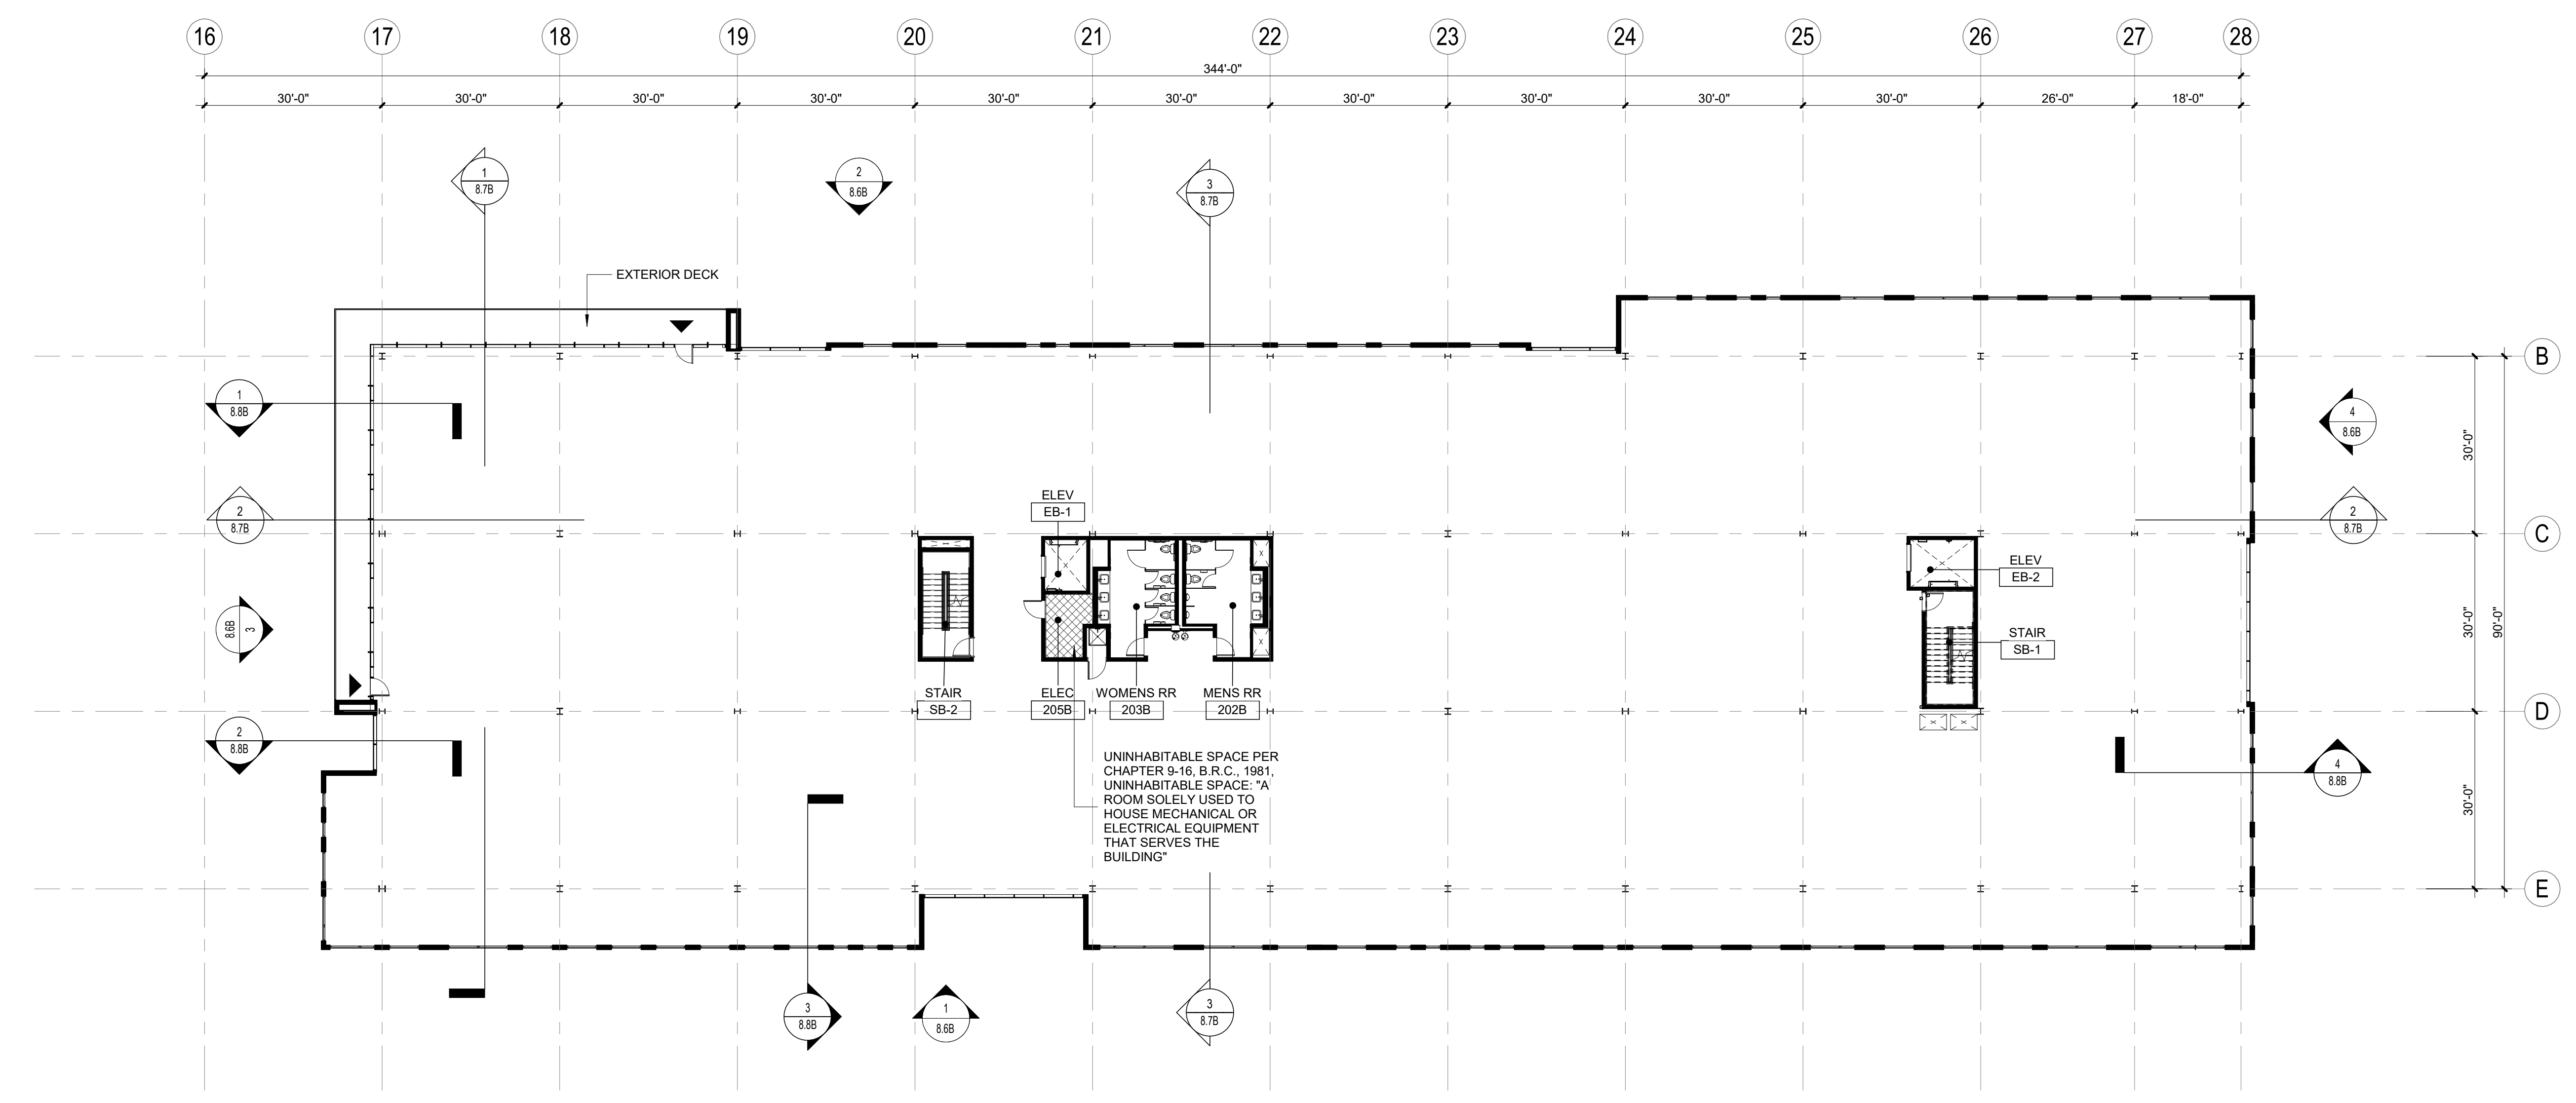 16 17 18 19 20 21 22 23 24 25 26 27 28
344'-0"
30'-0" 30'-0" 30'-0" 30'-0" 30'-0" 30'-0" 30'-0" 30'-0" 30'-0" 30'-0" 26'-0" 18'-0"
1
8.7B
2
8.6B
3
8.7B
EXTERIOR DECK
B
1
8.8B
4
8.6B
30'-0"
2
8.7B
ELEV
EB-1
2
8.7B
C
ELEV
EB-2
3
8.6B
STAIR
SB-1
30'-0"
90'-0"
STAIR
SB-2
ELEC
205B
WOMENS RR
203B
MENS RR
202B
D
2
8.8B
4
8.8B
UNINHABITABLE SPACE PER
CHAPTER 9-16, B.R.C., 1981,
UNINHABITABLE SPACE: "A
ROOM SOLELY USED TO
HOUSE MECHANICAL OR
ELECTRICAL EQUIPMENT
THAT SERVES THE
BUILDING"
30'-0"
E
3
8.8B
1
8.6B
3
8.7B